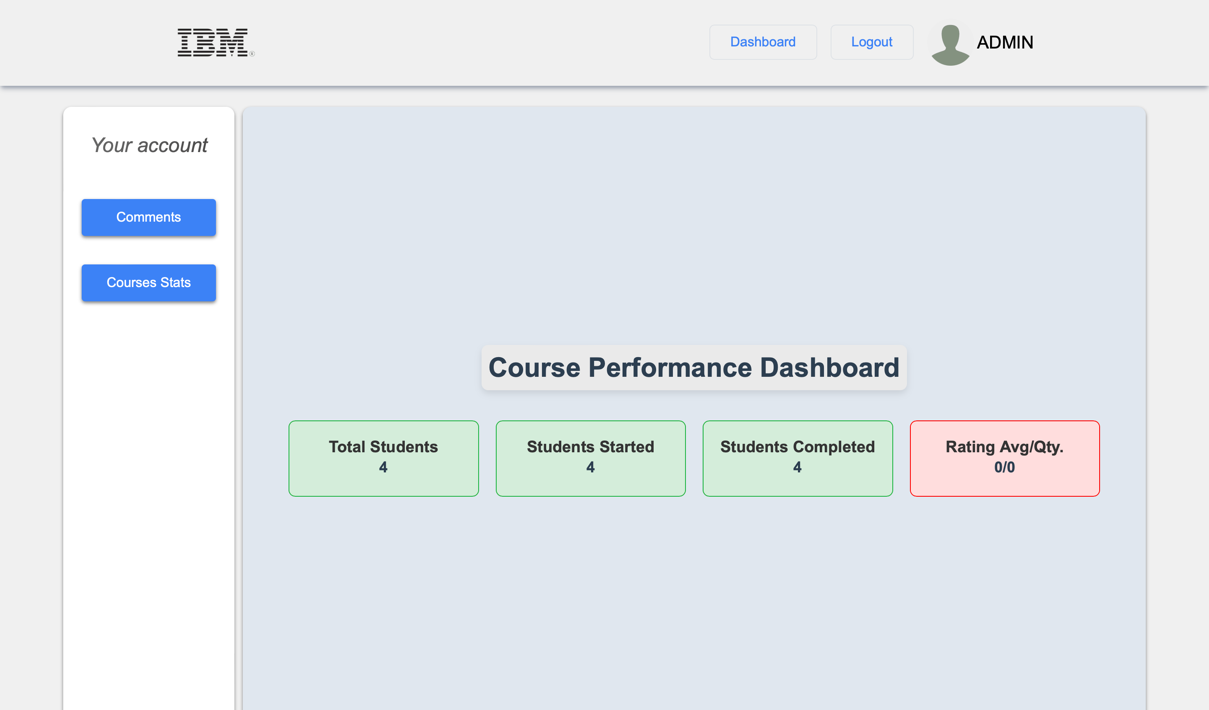 IBM®
Dashboard
Logout
ADMIN
Your account
Comments
Courses Stats
Course Performance Dashboard
Total Students
4
Students Started
4
Students Completed
4
Rating Avg/Qty.
0/0